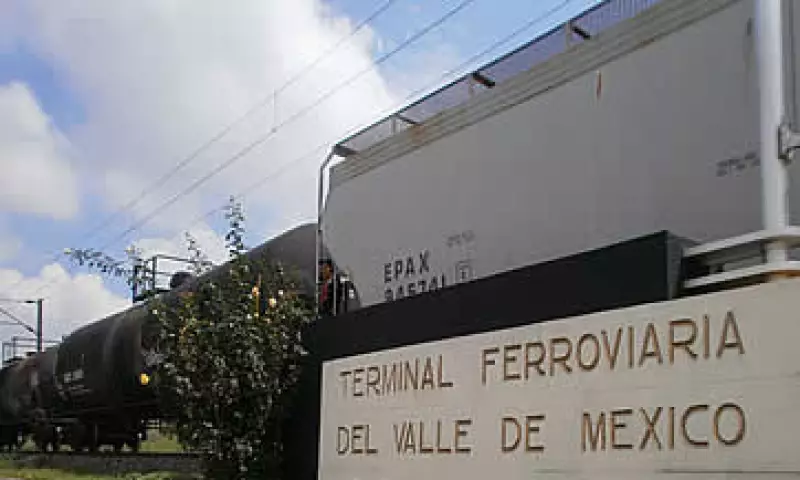 EPAX
TERMINAL FERROVIARIA
DEL VALLE DE MEXICO